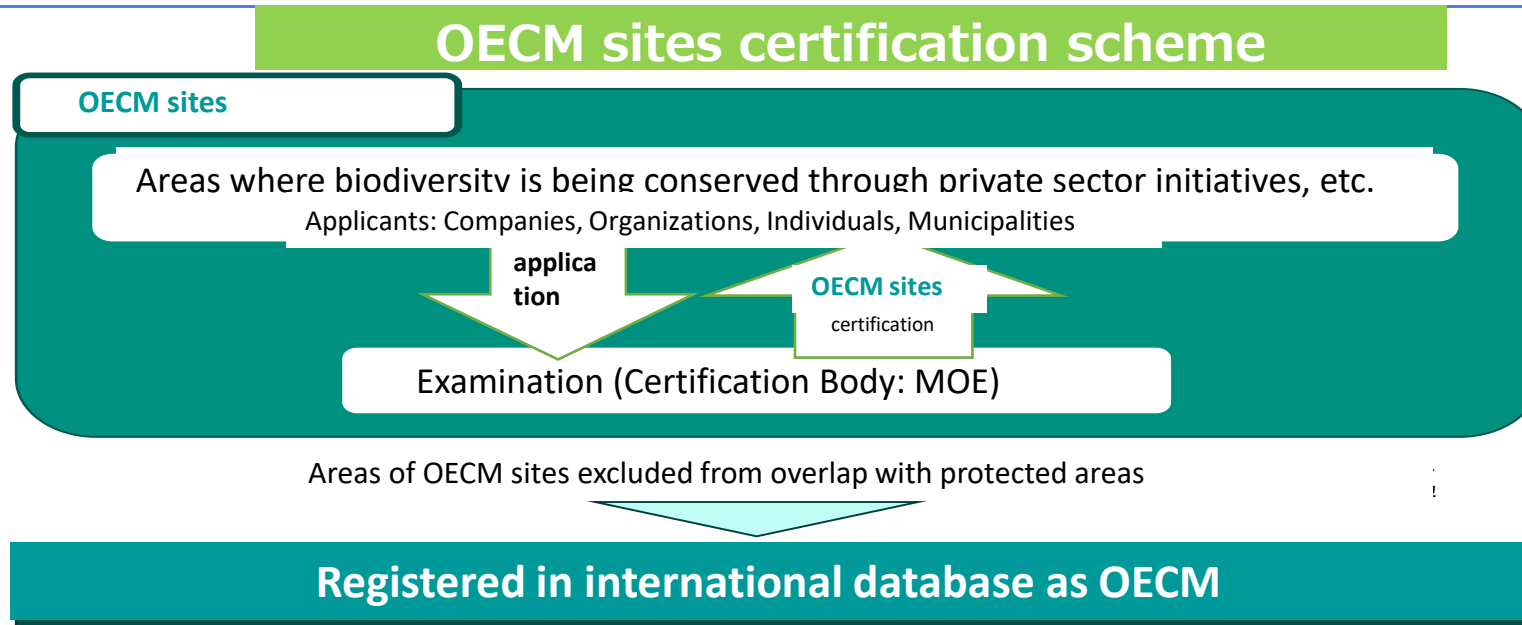 OECM sites certification scheme
OECM sites
Areas where biodiversity is being conserved through private sector initiatives, etc.
Applicants: Companies, Organizations, Individuals, Municipalities
applica
tion
OECM sites
certification
Examination (Certification Body: MOE)
Areas of OECM sites excluded from overlap with protected areas
Registered in international database as OECM